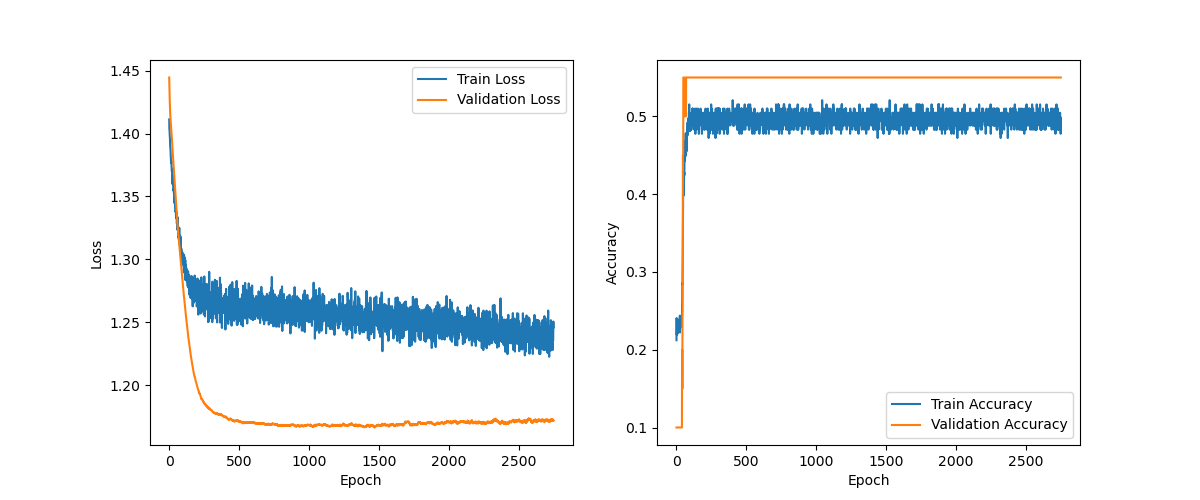 1.45
1.40
1.35
1.30
1.25
1.20
Loss
0
500
1000
1500
2000
2500
Epoch
Train Loss
Validation Loss
0.5
0.4
0.3
0.2
0.1
Accuracy
0
500
1000
1500
2000
2500
Epoch
Train Accuracy
Validation Accuracy